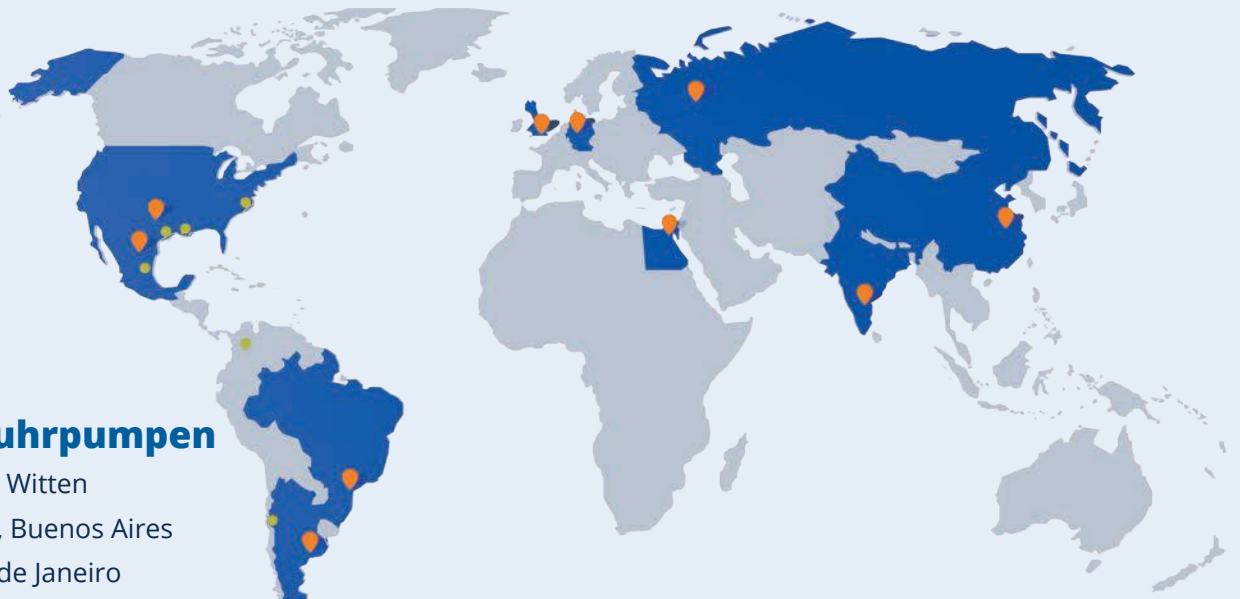 uhrpumpen
Witten
, Buenos Aires
de Janeiro